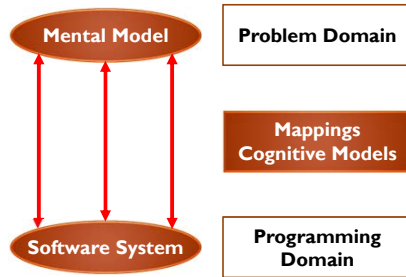 Mental Model
Problem Domain
Mappings
Cognitive Models
Software System
Programming
Domain